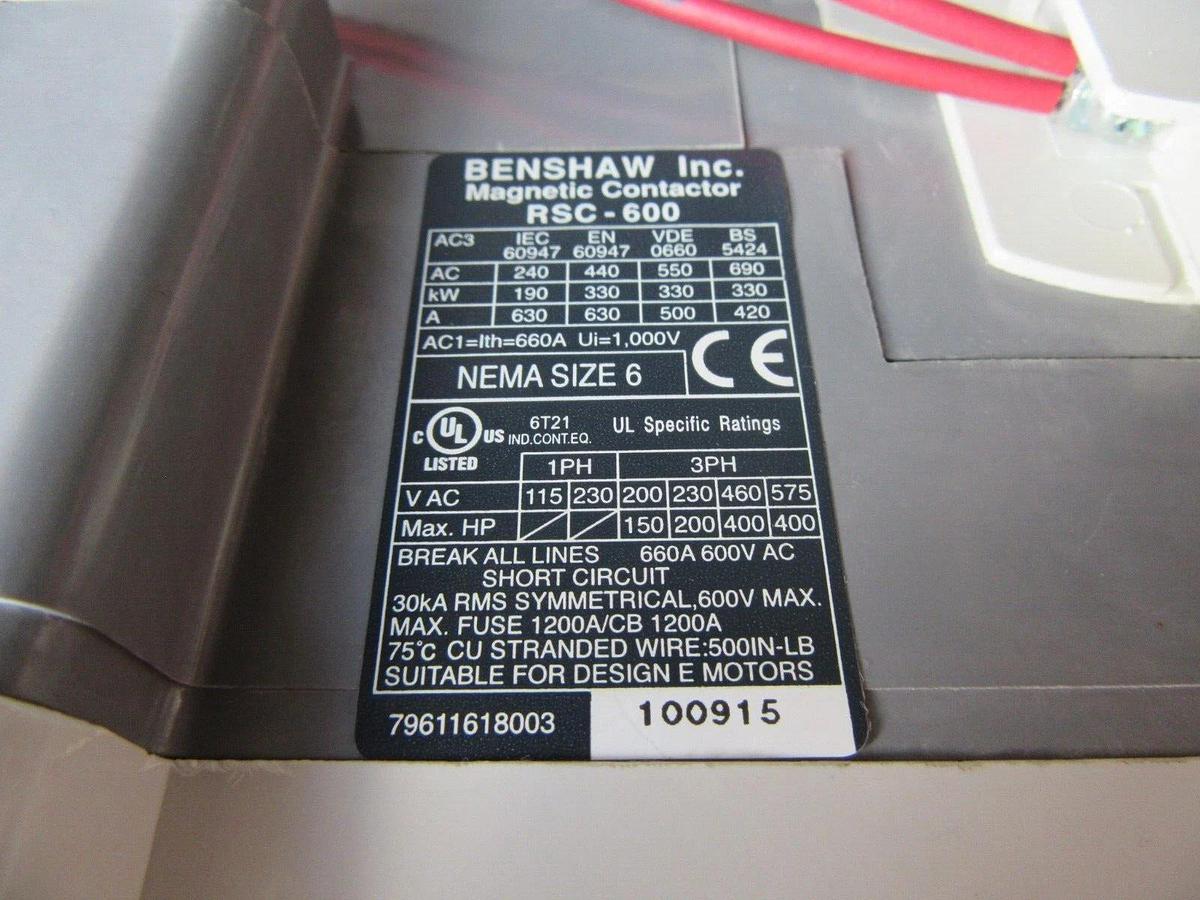 BENSHAW Inc.
Magnetic Contactor
RSC-600
AC3 IEC 60947 EN 60947 VDE 0660 BS 5424
AC 240 440 550 690
kW 190 330 330 330
A 630 630 500 420
AC1=Ith=660A Ui=1,000V
CE
NEMA SIZE 6
C UL US LISTED 6T21 IND.CONT.EQ. UL Specific Ratings
1PH 3PH
V AC 115 230 200 230 460 575
Max. HP 150 200 400 400
BREAK ALL LINES 660A 600V AC
SHORT CIRCUIT
30kA RMS SYMMETRICAL,600V MAX.
MAX. FUSE 1200A/CB 1200A
75℃ CU STRANDED WIRE:500IN-LB
SUITABLE FOR DESIGN E MOTORS
79611618003 100915